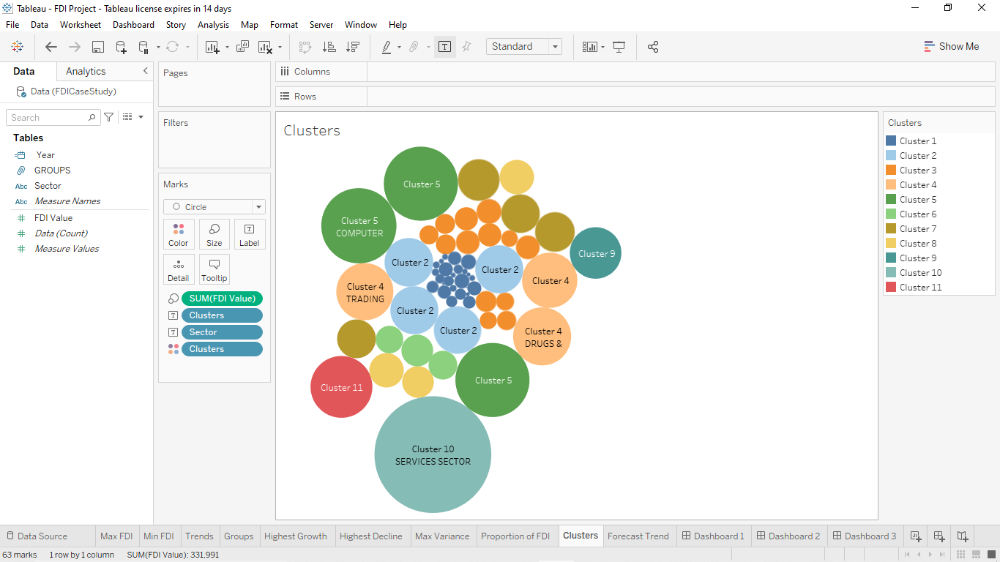 Tableau - FDI Project - Tableau license expires in 14 days
File Data Worksheet Dashboard Story Analysis Map Format Server Window Help
Standard
Show Me
Data Analytics
Data (FDICaseStudy)
Search
Tables
Year
GROUPS
Abc Sector
Abc Measure Names
FDI Value
Data (Count)
Measure Values
Pages
Filters
Marks
Circle
Color Size Label
Detail Tooltip
SUM(FDI Value)
Clusters
Sector
Clusters
Columns
Rows
Clusters
Cluster 5
Cluster 5
COMPUTER
Cluster 9
Cluster 2
Cluster 2
Cluster 4
Cluster 4
TRADING
Cluster 2
Cluster 2
Cluster 4
DRUGS &
Cluster 11
Cluster 5
Cluster 10
SERVICES SECTOR
Clusters
Cluster 1
Cluster 2
Cluster 3
Cluster 4
Cluster 5
Cluster 6
Cluster 7
Cluster 8
Cluster 9
Cluster 10
Cluster 11
Data Source Max FDI Min FDI Trends Groups Highest Growth Highest Decline Max Variance Proportion of FDI Clusters Forecast Trend Dashboard 1 Dashboard 2 Dashboard 3
63 marks 1 row by 1 column SUM(FDI Value): 331,991